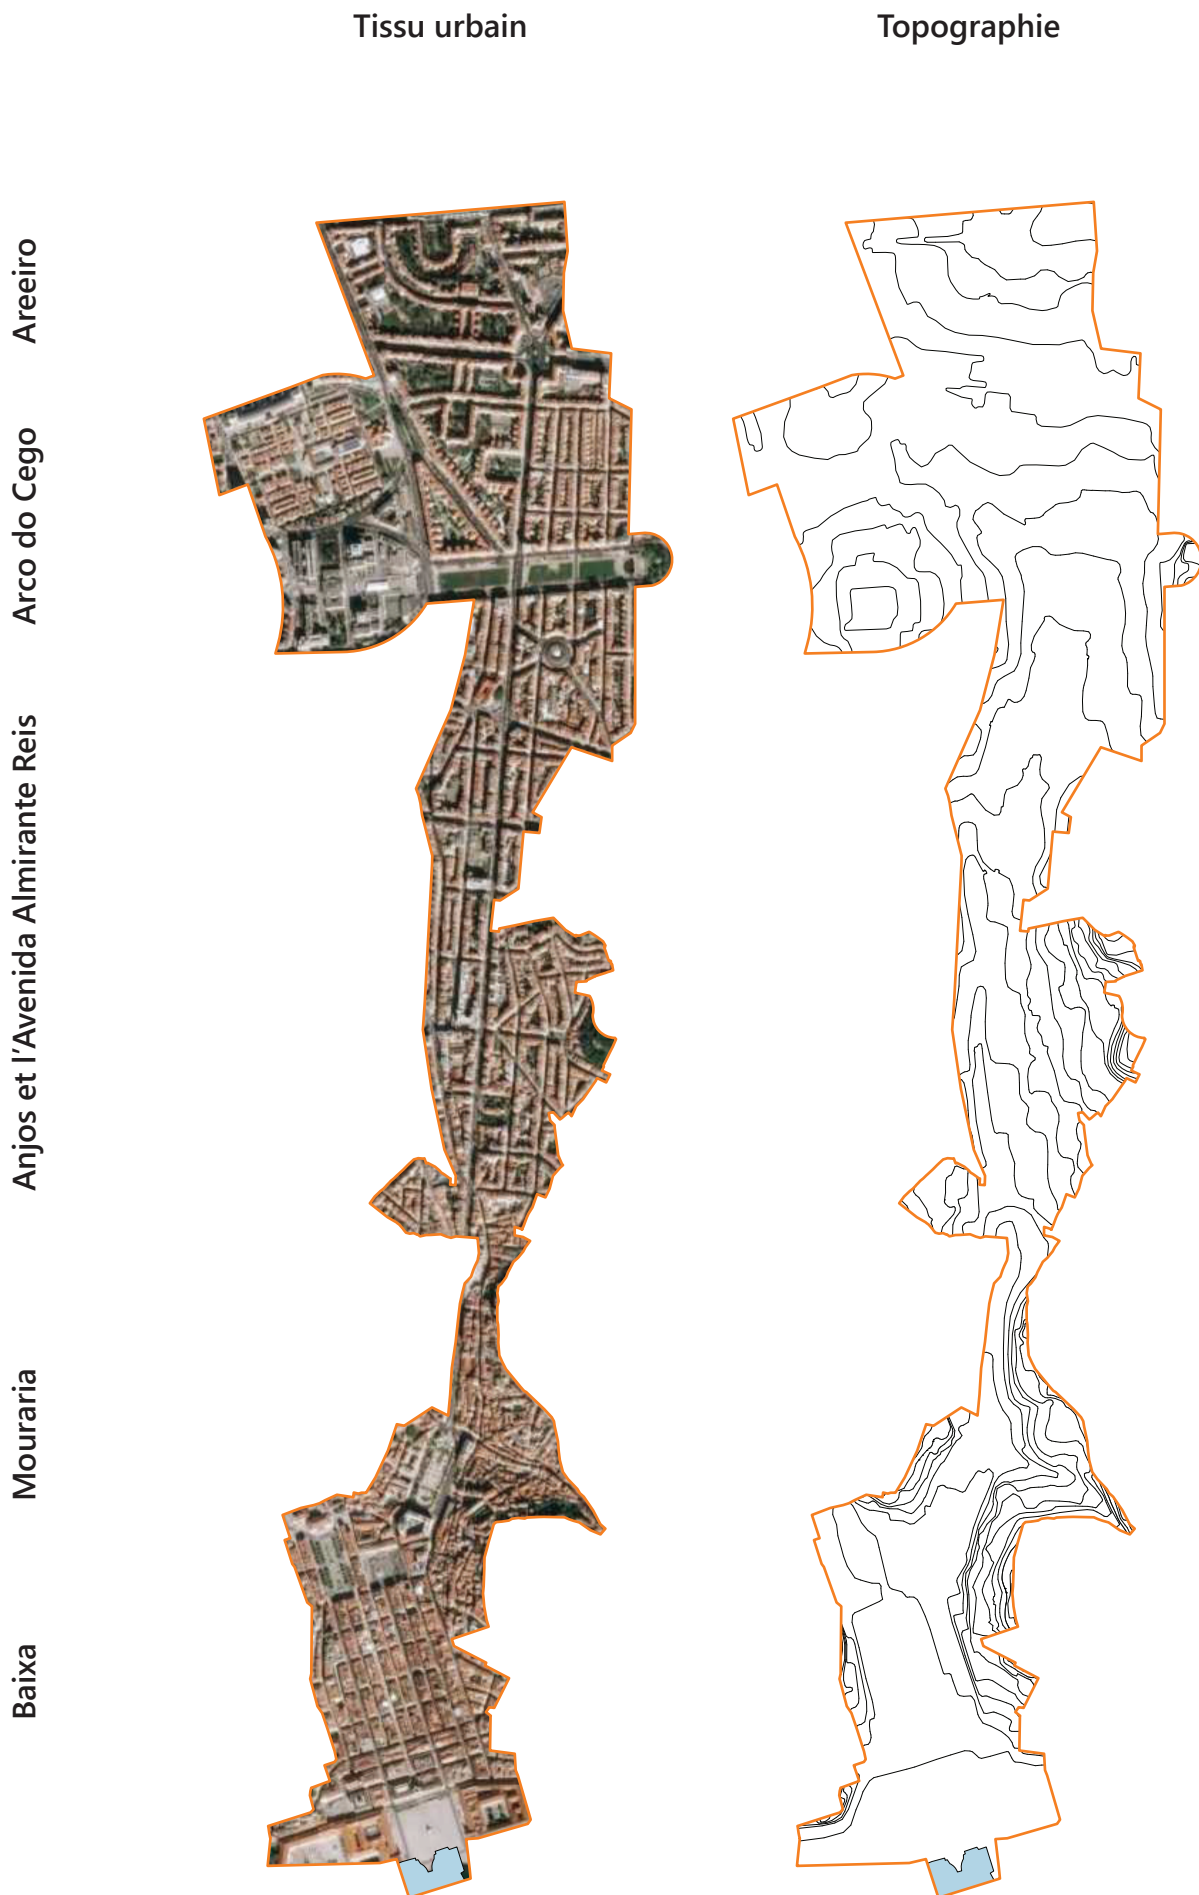 Tissu urbain
Topographie
Areeiro
Arco do Cego
Anjos et l'Avenida Almirante Reis
Mouraria
Baixa